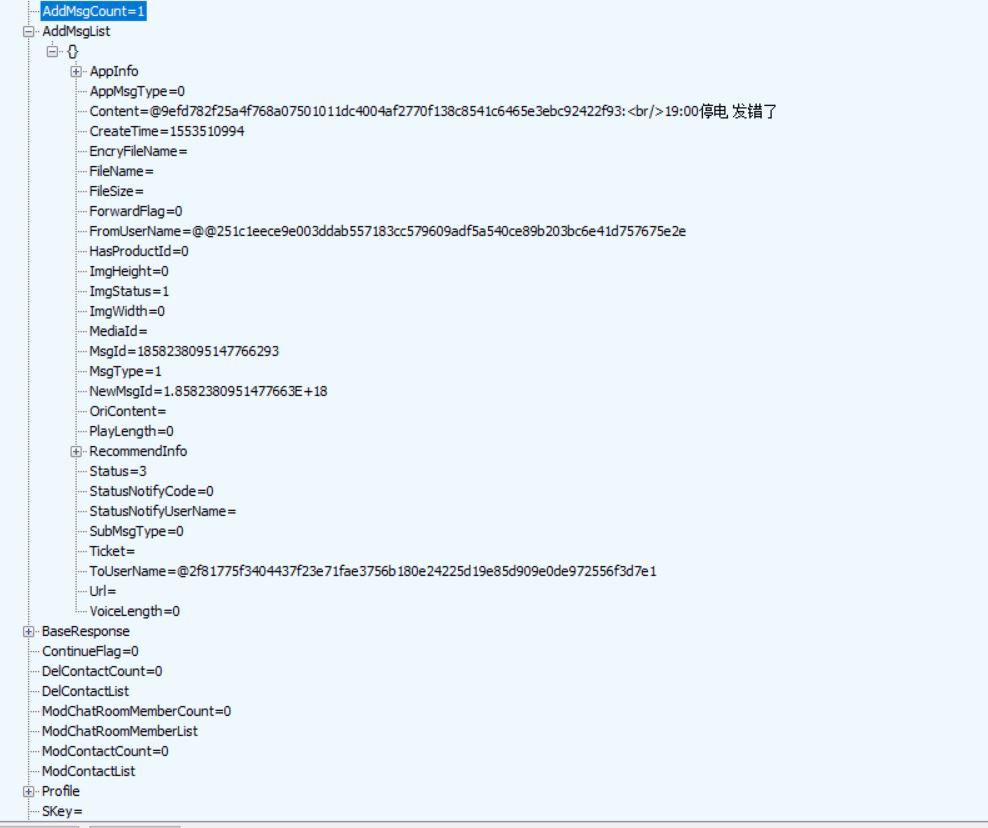 AddMsgCount=1
AddMsgList
{}
AppInfo
AppMsgType=0
Content=@9efd782f25a4f768a07501011dc4004af2770f138c8541c6465e3ebc92422f93:<br/>19:00停电 发错了
CreateTime=1553510994
EncryFileName=
FileName=
FileSize=
ForwardFlag=0
FromUserName=@@251c1eece9e003ddab557183cc579609adf5a540ce89b203bc6e41d757675e2e
HasProductId=0
ImgHeight=0
ImgStatus=1
ImgWidth=0
MediaId=
MsgId=1858238095147766293
MsgType=1
NewMsgId=1.8582380951477663E+18
OriContent=
PlayLength=0
RecommendInfo
Status=3
StatusNotifyCode=0
StatusNotifyUserName=
SubMsgType=0
Ticket=
ToUserName=@2f81775f3404437f23e71fae3756b180e24225d19e85d909e0de972556f3d7e1
Url=
VoiceLength=0
BaseResponse
ContinueFlag=0
DelContactCount=0
DelContactList
ModChatRoomMemberCount=0
ModChatRoomMemberList
ModContactCount=0
ModContactList
Profile
SKey=